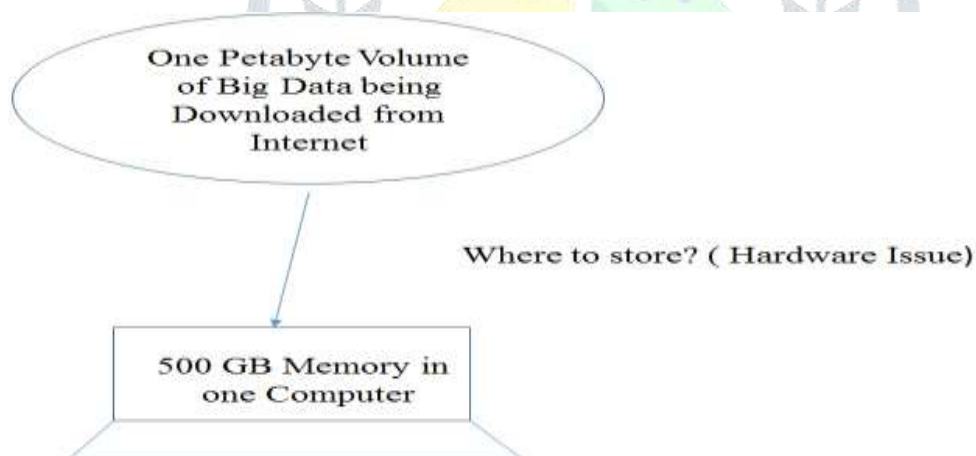 One Petabyte Volume
of Big Data being
Downloaded from
Internet
Where to store? ( Hardware Issue)
500 GB Memory in
one Computer